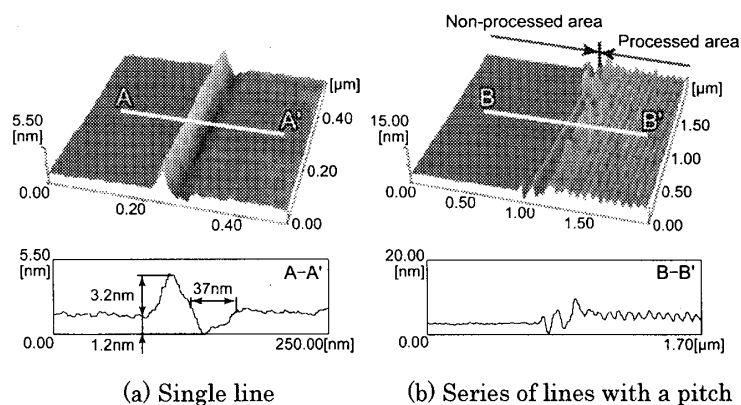 Non-processed area
Processed area
A
A'
[μm]
0.40
0.20
0.00
5.50
[nm]
0.00
0.20
0.40
B
B'
[μm]
1.50
1.00
0.50
0.00
15.00
[nm]
0.00
0.50
1.00
1.50
5.50
[nm]
A-A'
3.2nm
37nm
0.00
1.2nm
250.00[nm]
20.00
[nm]
B-B'
0.00
1.70[μm]
(a) Single line
(b) Series of lines with a pitch